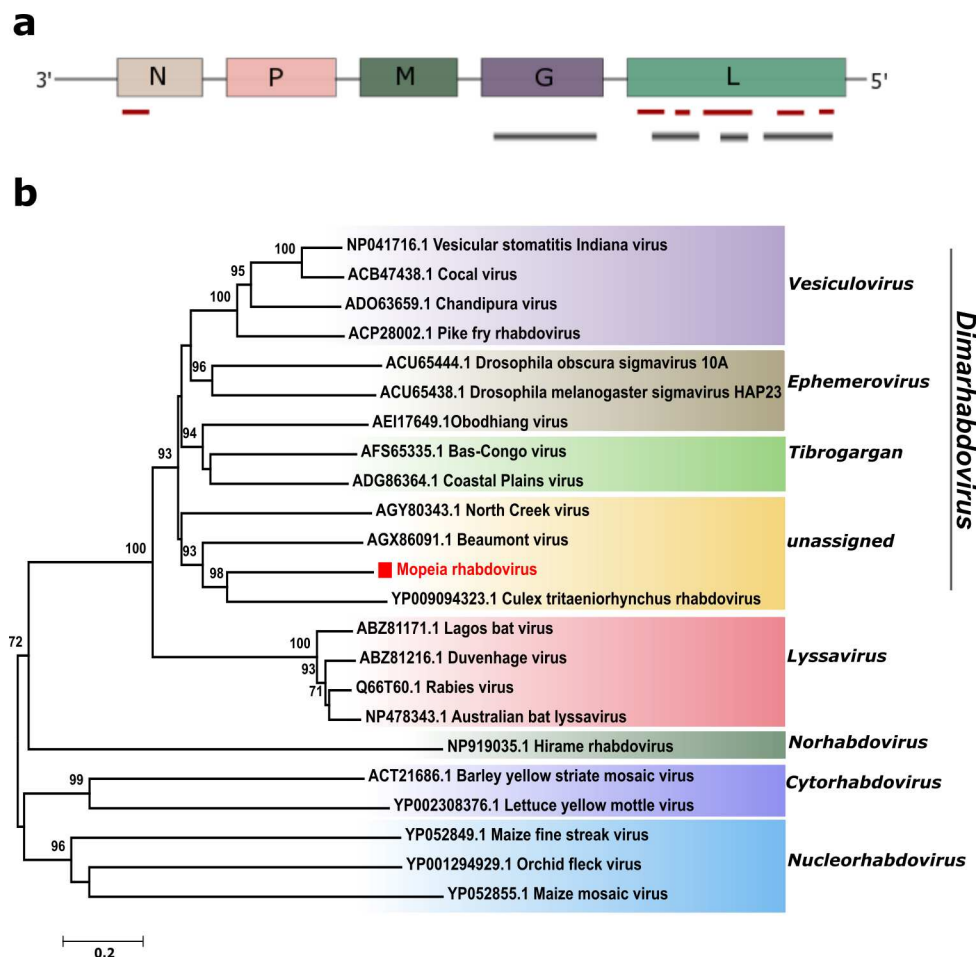 a
3' N P M G L 5'
b
100
NP041716.1 Vesicular stomatitis Indiana virus
95
ACB47438.1 Cocal virus
Vesiculovirus
100
ADO63659.1 Chandipura virus
ACP28002.1 Pike fry rhabdovirus
96
ACU65444.1 Drosophila obscura sigmavirus 10A
Ephemerovirus
ACU65438.1 Drosophila melanogaster sigmavirus HAP23
94
AEI17649.1Obodhiang virus
93
AFS65335.1 Bas-Congo virus
Tibrogargan
ADG86364.1 Coastal Plains virus
Dimarhabdovirus
AGY80343.1 North Creek virus
100
93
AGX86091.1 Beaumont virus
unassigned
98
Mopeia rhabdovirus
YP009094323.1 Culex tritaeniorhynchus rhabdovirus
72
100
ABZ81171.1 Lagos bat virus
93
ABZ81216.1 Duvenhage virus
Lyssavirus
71
Q66T60.1 Rabies virus
NP478343.1 Australian bat lyssavirus
NP919035.1 Hirame rhabdovirus
Norhabdovirus
99
ACT21686.1 Barley yellow striate mosaic virus
Cytorhabdovirus
YP002308376.1 Lettuce yellow mottle virus
96
YP052849.1 Maize fine streak virus
YP001294929.1 Orchid fleck virus
Nucleorhabdovirus
YP052855.1 Maize mosaic virus
0.2